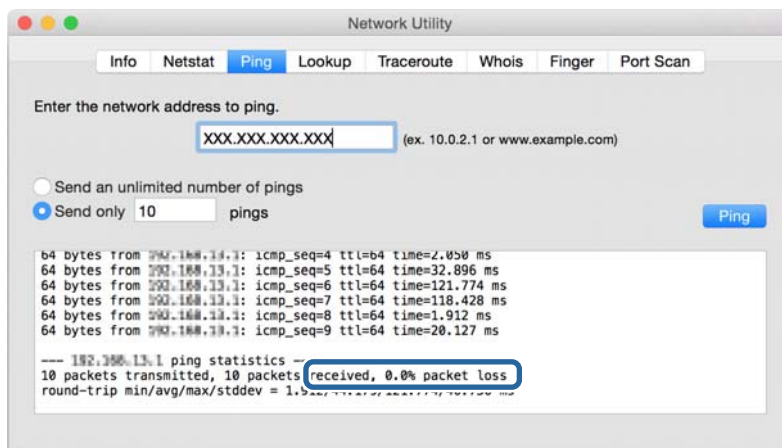 Network Utility
Info Netstat Ping Lookup Traceroute Whois Finger Port Scan
Enter the network address to ping.
XXX.XXX.XXX.XXX (ex. 10.0.2.1 or www.example.com)
Send an unlimited number of pings
Send only 10 pings
Ping
64 bytes from : icmp_seq=4 ttl=64 time=2.050 ms
64 bytes from : icmp_seq=5 ttl=64 time=32.896 ms
64 bytes from : icmp_seq=6 ttl=64 time=121.774 ms
64 bytes from : icmp_seq=7 ttl=64 time=118.428 ms
64 bytes from : icmp_seq=8 ttl=64 time=1.912 ms
64 bytes from : icmp_seq=9 ttl=64 time=20.127 ms
--- ping statistics --
10 packets transmitted, 10 packets received, 0.0% packet loss
round-trip min/avg/max/stddev = ms